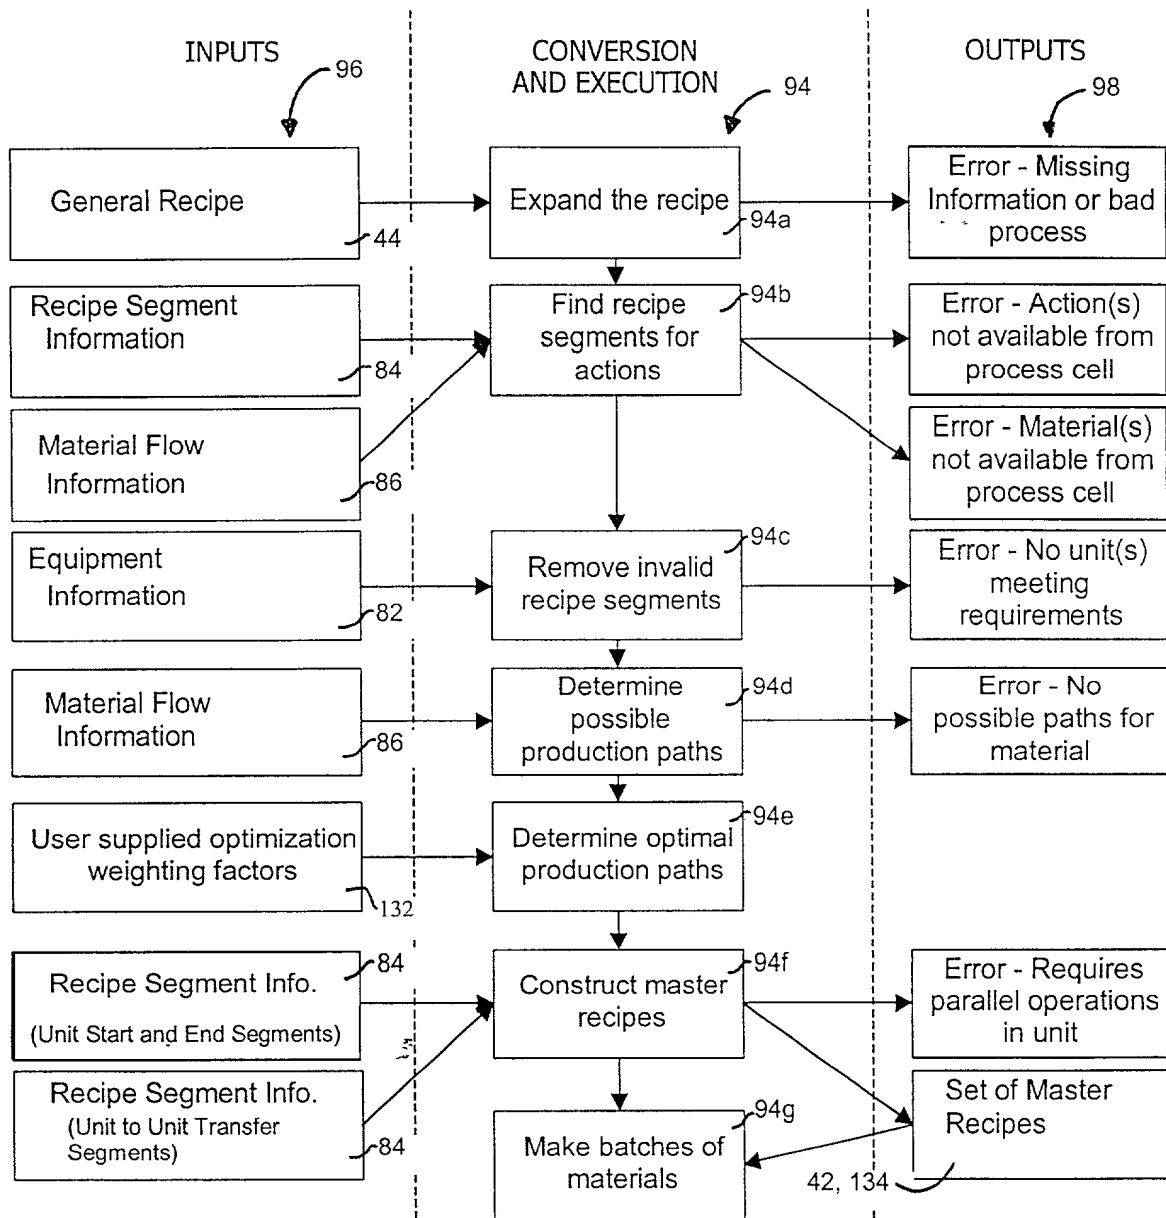 INPUTS
CONVERSION
AND EXECUTION
OUTPUTS
96
94
98
General Recipe
44
Expand the recipe
94a
Error - Missing
Information or bad
process
Recipe Segment
Information
84
Find recipe
segments for
actions
94b
Error - Action(s)
not available from
process cell
Material Flow
Information
86
Error - Material(s)
not available from
process cell
Equipment
Information
82
Remove invalid
recipe segments
94c
Error - No unit(s)
meeting
requirements
Material Flow
Information
86
Determine
possible
production paths
94d
Error - No
possible paths for
material
User supplied optimization
weighting factors
132
Determine optimal
production paths
94e
Recipe Segment Info.
(Unit Start and End Segments)
84
Construct master
recipes
94f
Error - Requires
parallel operations
in unit
Recipe Segment Info.
(Unit to Unit Transfer
Segments)
84
Make batches of
materials
94g
Set of Master
Recipes
42, 134